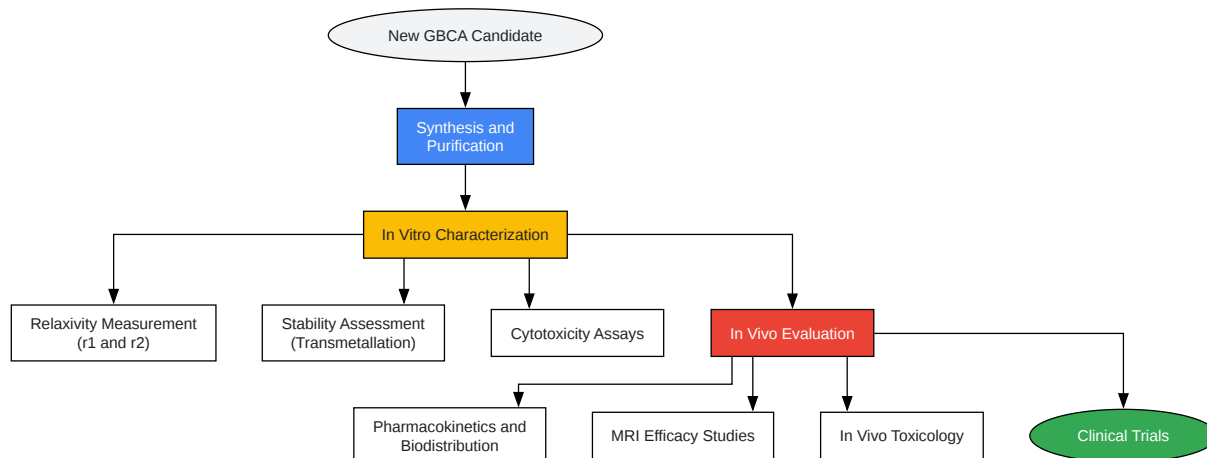 New GBCA Candidate
Synthesis and
Purification
In Vitro Characterization
Relaxivity Measurement
(r1 and r2)
Stability Assessment
(Transmetallation)
Cytotoxicity Assays
In Vivo Evaluation
Pharmacokinetics and
Biodistribution
MRI Efficacy Studies
In Vivo Toxicology
Clinical Trials